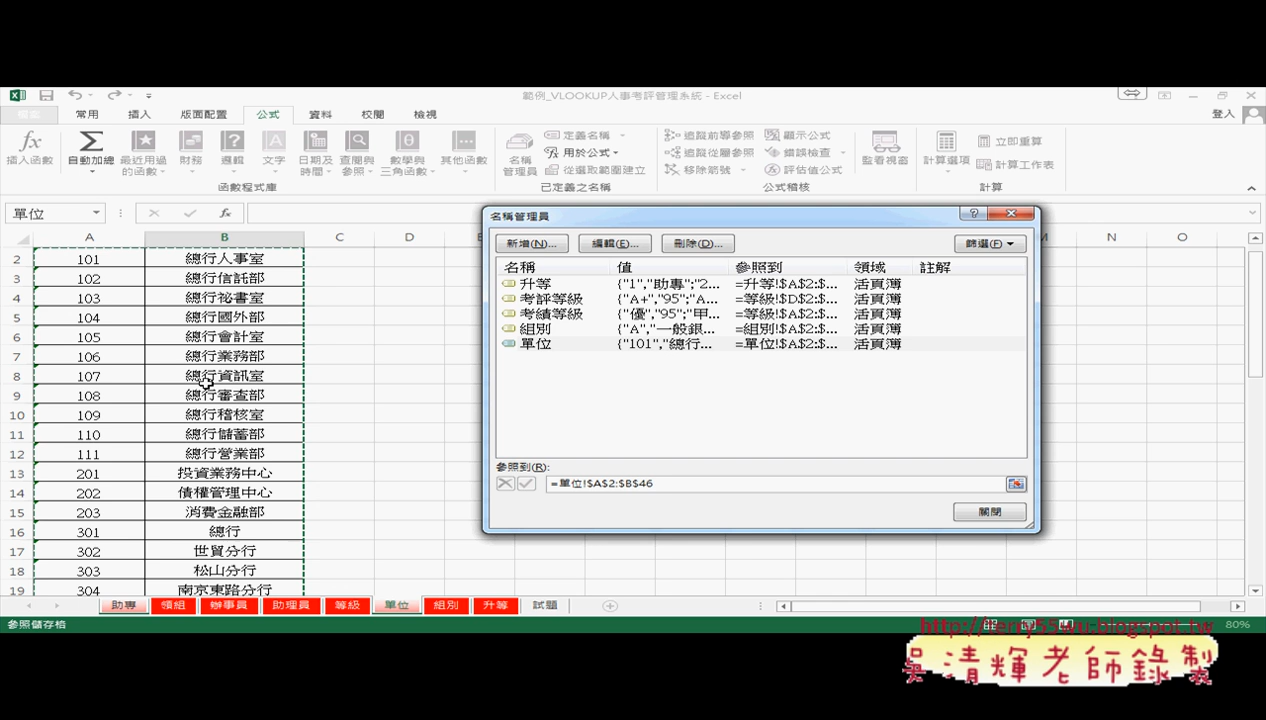 範例_VLOOKUP人事考評管理系統 - Excel
登入
常用 插入 版面配置 公式 資料 校閱 檢視
fx 插入函數
Σ 自動加總
最近用過的函數
財務
邏輯
文字
日期及時間
查閱與參照
數學與三角函數
其他函數
函數程式庫
名稱管理員
定義名稱
用於公式
從選取範圍建立
已定義之名稱
追蹤前導參照
追蹤從屬參照
移除箭號
顯示公式
錯誤檢查
評估值公式
公式稽核
監看視窗
計算選項
立即重算
計算工作表
計算
單位
fx
A B C D E M N O
2 101 總行人事室
3 102 總行信託部
4 103 總行祕書室
5 104 總行國外部
6 105 總行會計室
7 106 總行業務部
8 107 總行資訊室
9 108 總行審查部
10 109 總行稽核室
11 110 總行儲蓄部
12 111 總行營業部
13 201 投資業務中心
14 202 債權管理中心
15 203 消費金融部
16 301 總行
17 302 世貿分行
18 303 松山分行
19 304 南京東路分行
名稱管理員
新增(N)... 編輯(E)... 刪除(D)... 篩選(F)
名稱 值 參照到 領域 註解
升等 {"1","助專";"2... =升等!$A$2:$... 活頁簿
考評等級 {"A+","95";"A... =等級!$D$2:$... 活頁簿
考績等級 {"優","95";"甲... =等級!$A$2:$... 活頁簿
組別 {"A","一般銀... =組別!$A$2:$... 活頁簿
單位 {"101","總行... =單位!$A$2:$... 活頁簿
參照到(R):
=單位!$A$2:$B$46
關閉
助專 領組 辦事員 助理員 等級 單位 組別 升等 試題
參照儲存格
80%
http://terry55wu.blogspot.tw
吳清輝老師錄製